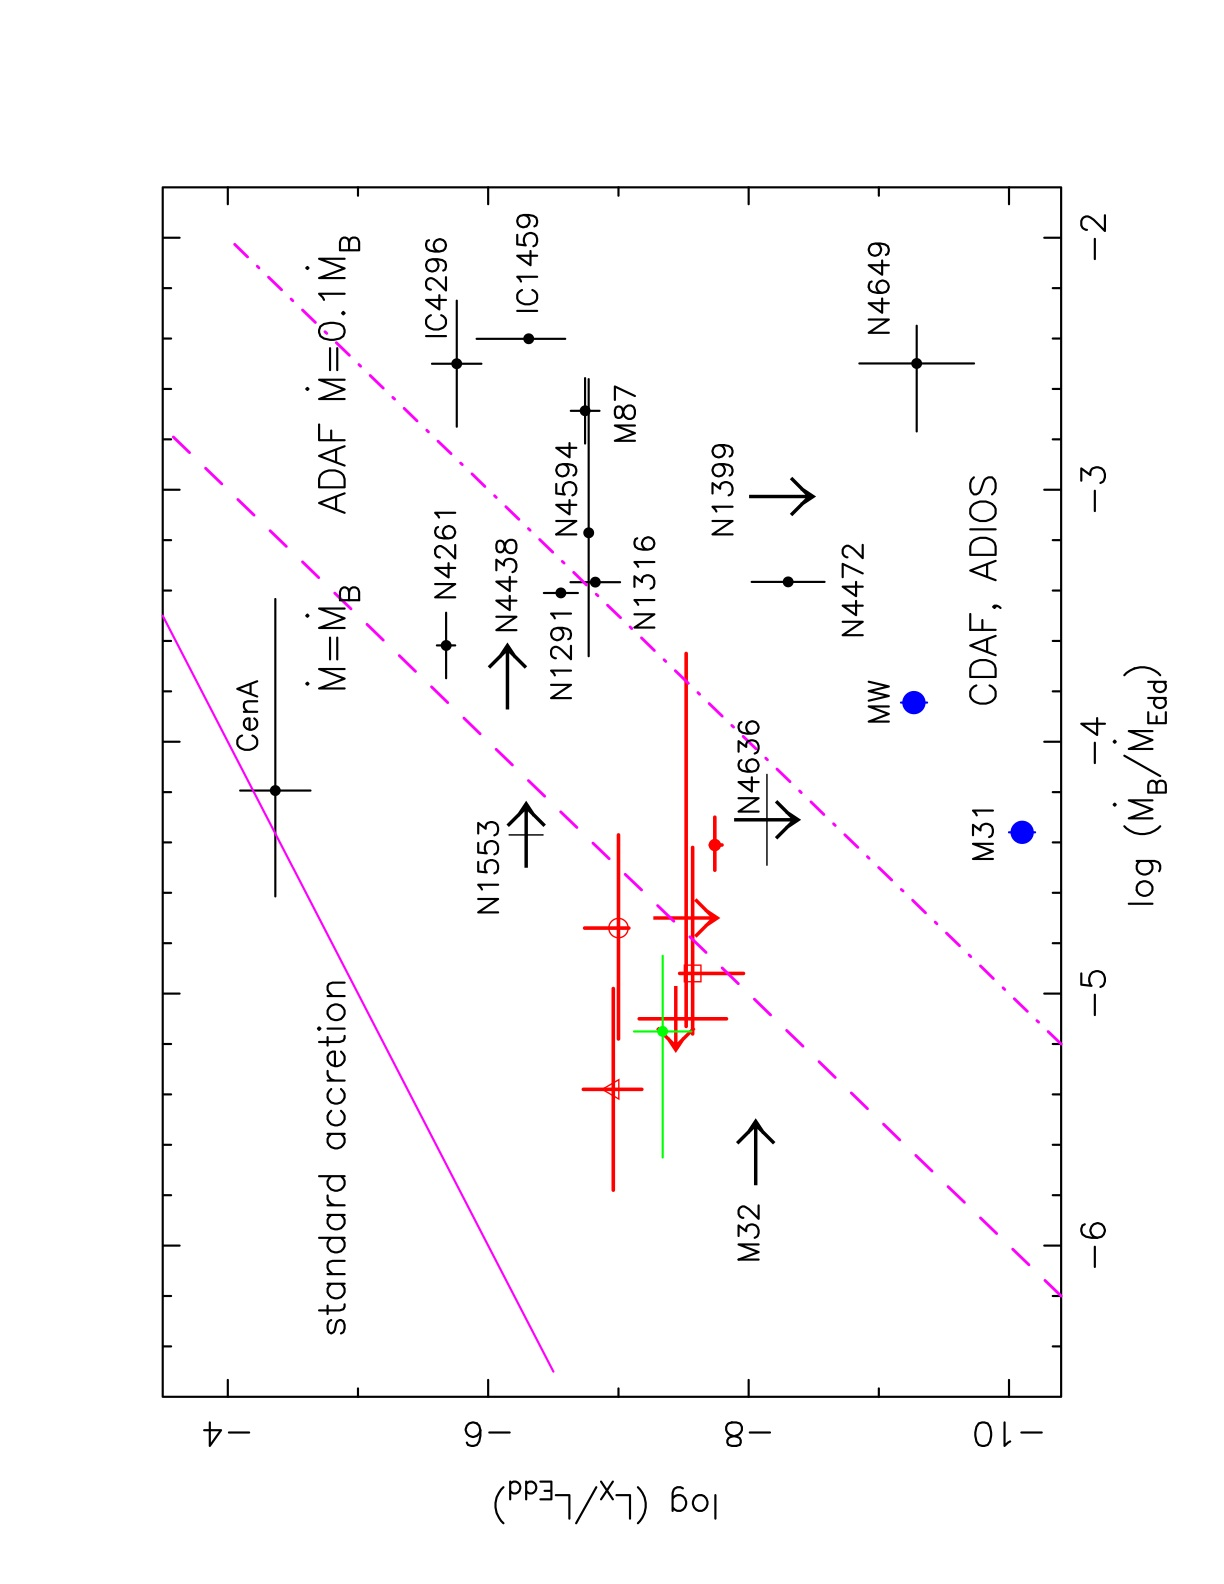 CenA
standard accretion
Ṁ=Ṁ_B
ADAF Ṁ=0.1Ṁ_B
N4261
IC4296
N1553
N4438
IC1459
N1291
N4594
N1316
M87
N1399
M32
N4636
N4472
MW
N4649
M31
CDAF, ADIOS
-4
-6
-8
-10
log (L_X/L_Edd)
-6
-5
-4
-3
-2
log (Ṁ_B/Ṁ_Edd)